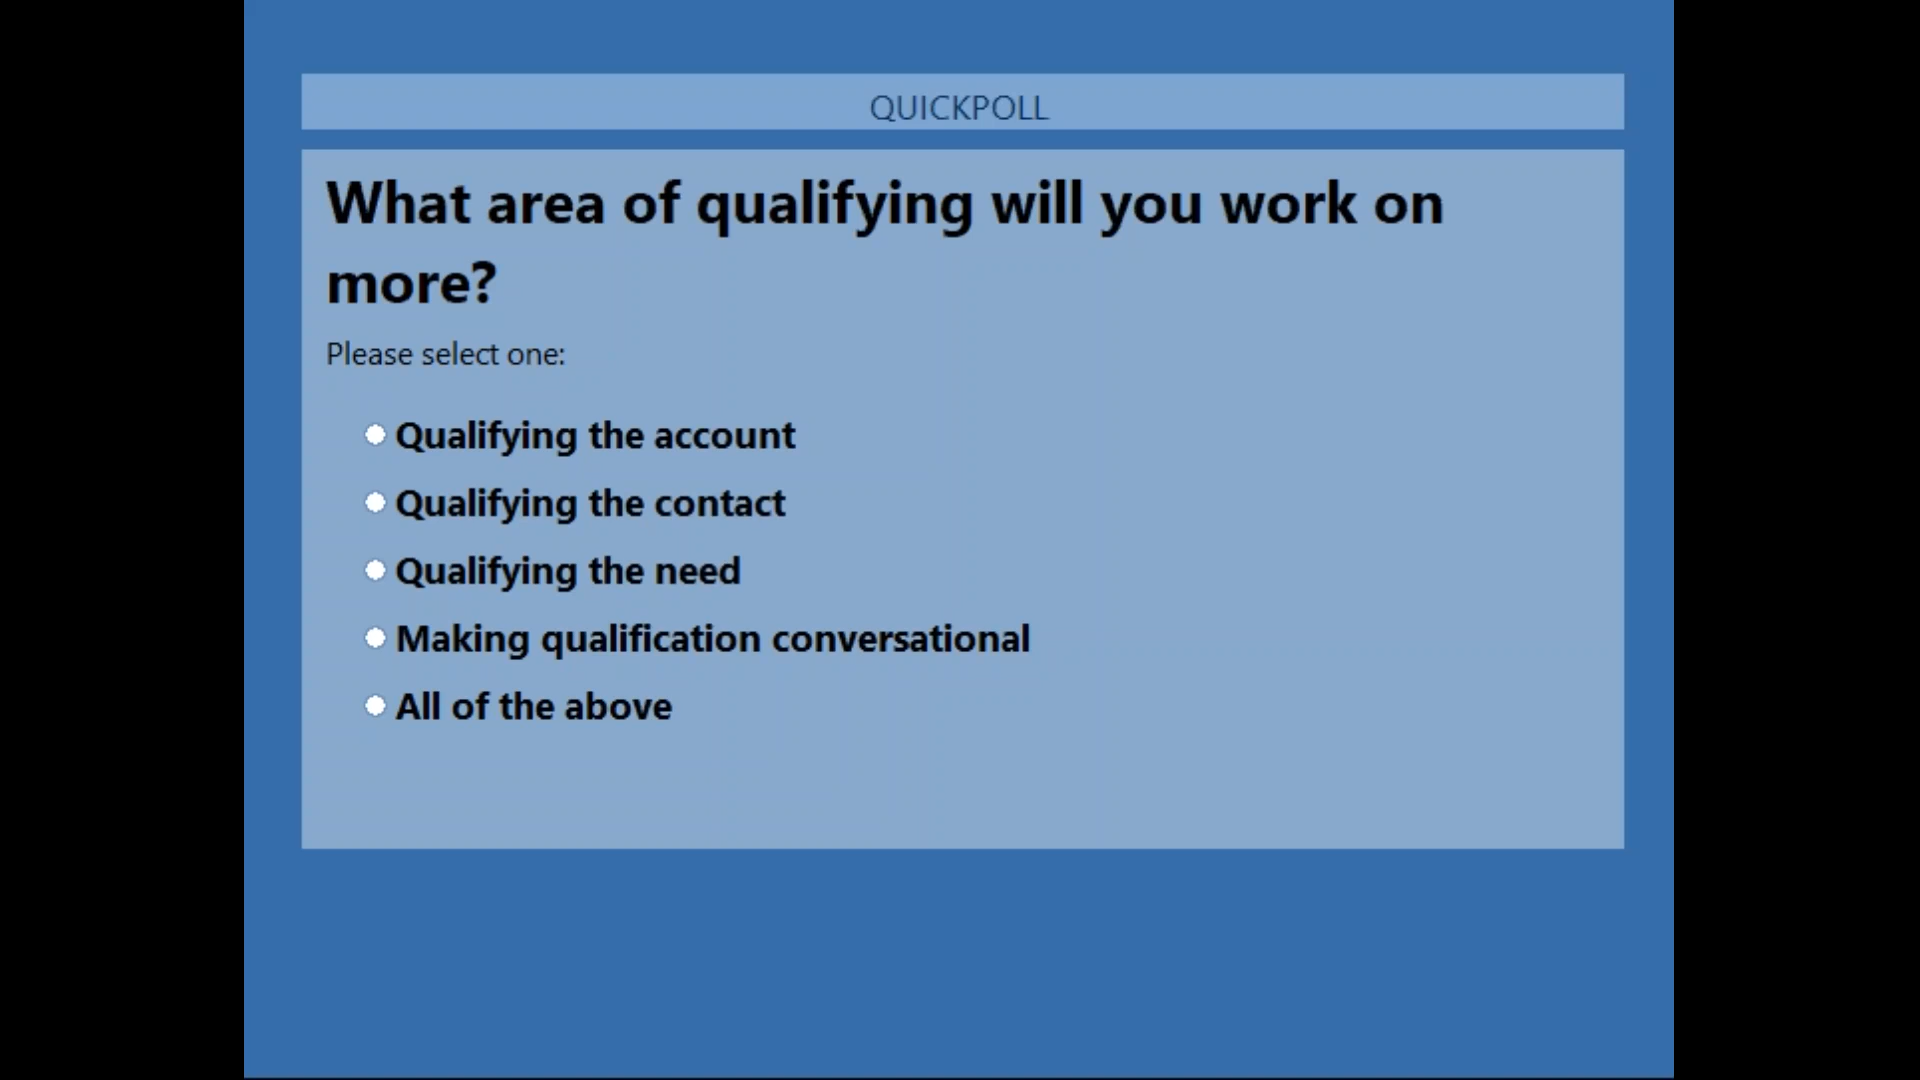 QUICKPOLL
What area of qualifying will you work on
more?
Please select one:
Qualifying the account
Qualifying the contact
Qualifying the need
Making qualification conversational
All of the above